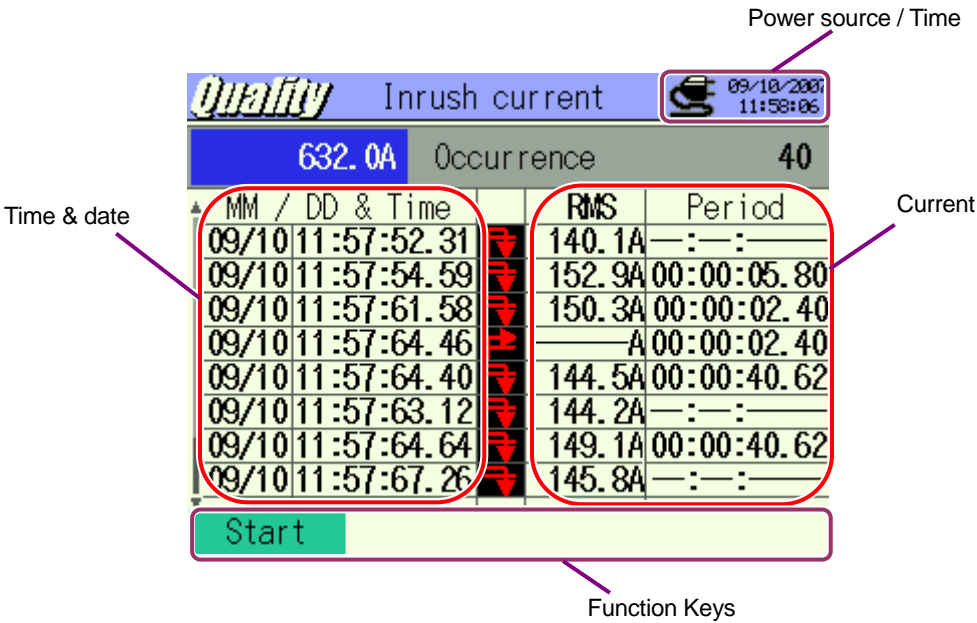 Power source / Time
Quality Inrush current 09/10/2007
11:58:06
632.0A Occurrence 40
Time & date
MM / DD & Time RMS Period
Current
09/10 11:57:52.31 140.1A —:—:——
09/10 11:57:54.59 152.9A 00:00:05.80
09/10 11:57:61.58 150.3A 00:00:02.40
09/10 11:57:64.46 ——A 00:00:02.40
09/10 11:57:64.40 144.5A 00:00:40.62
09/10 11:57:63.12 144.2A —:—:——
09/10 11:57:64.64 149.1A 00:00:40.62
09/10 11:57:67.26 145.8A —:—:——
Start
Function Keys